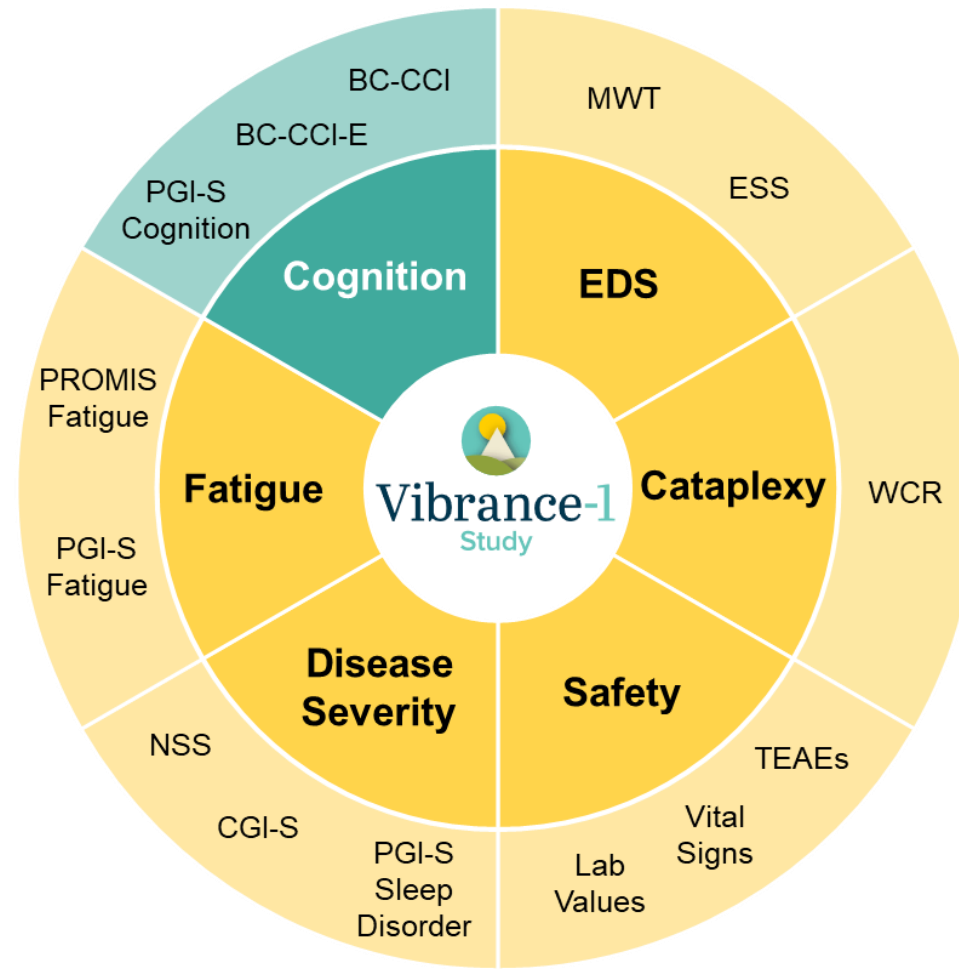 BC-CCI
BC-CCI-E
PGI-S
Cognition
Cognition
MWT
ESS
EDS
PROMIS
Fatigue
PGI-S
Fatigue
Fatigue
Vibrance-1
Study
Cataplexy
WCR
Disease
Severity
NSS
CGI-S
PGI-S
Sleep
Disorder
Safety
TEAEs
Vital
Signs
Lab
Values